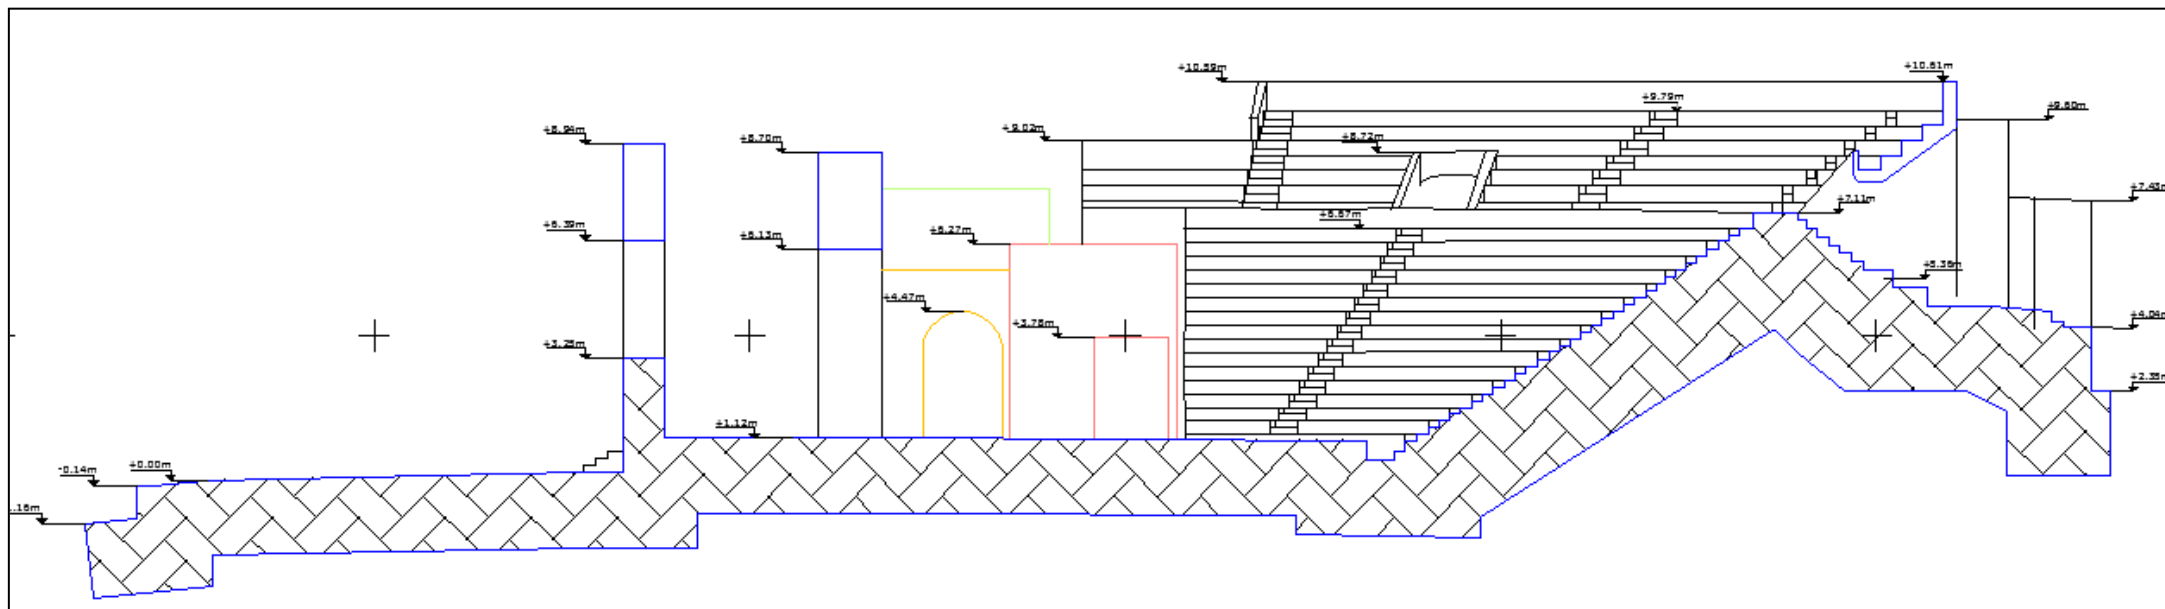 +10.59m
+10.61m
+9.79m
+9.60m
+8.94m
+8.70m
+9.02m
+8.72m
+7.43m
+7.11m
+6.39m
+6.13m
+6.27m
+6.67m
+5.36m
+4.47m
+3.78m
+4.04m
+3.25m
+2.35m
+1.12m
-0.14m
+0.00m
.16m